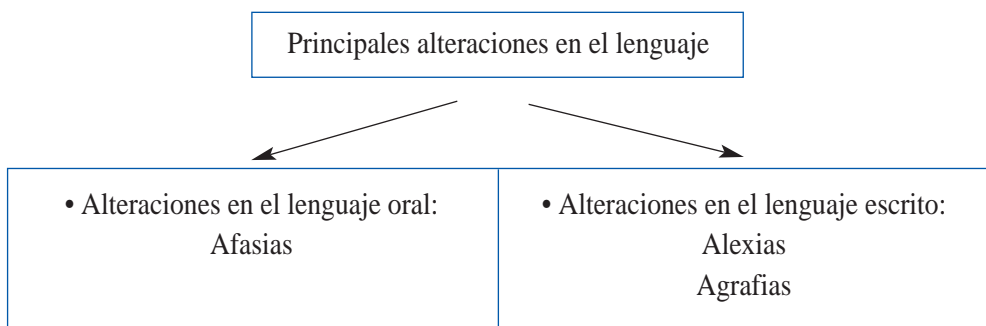 Principales alteraciones en el lenguaje
• Alteraciones en el lenguaje oral:
Afasias
• Alteraciones en el lenguaje escrito:
Alexias
Agrafias